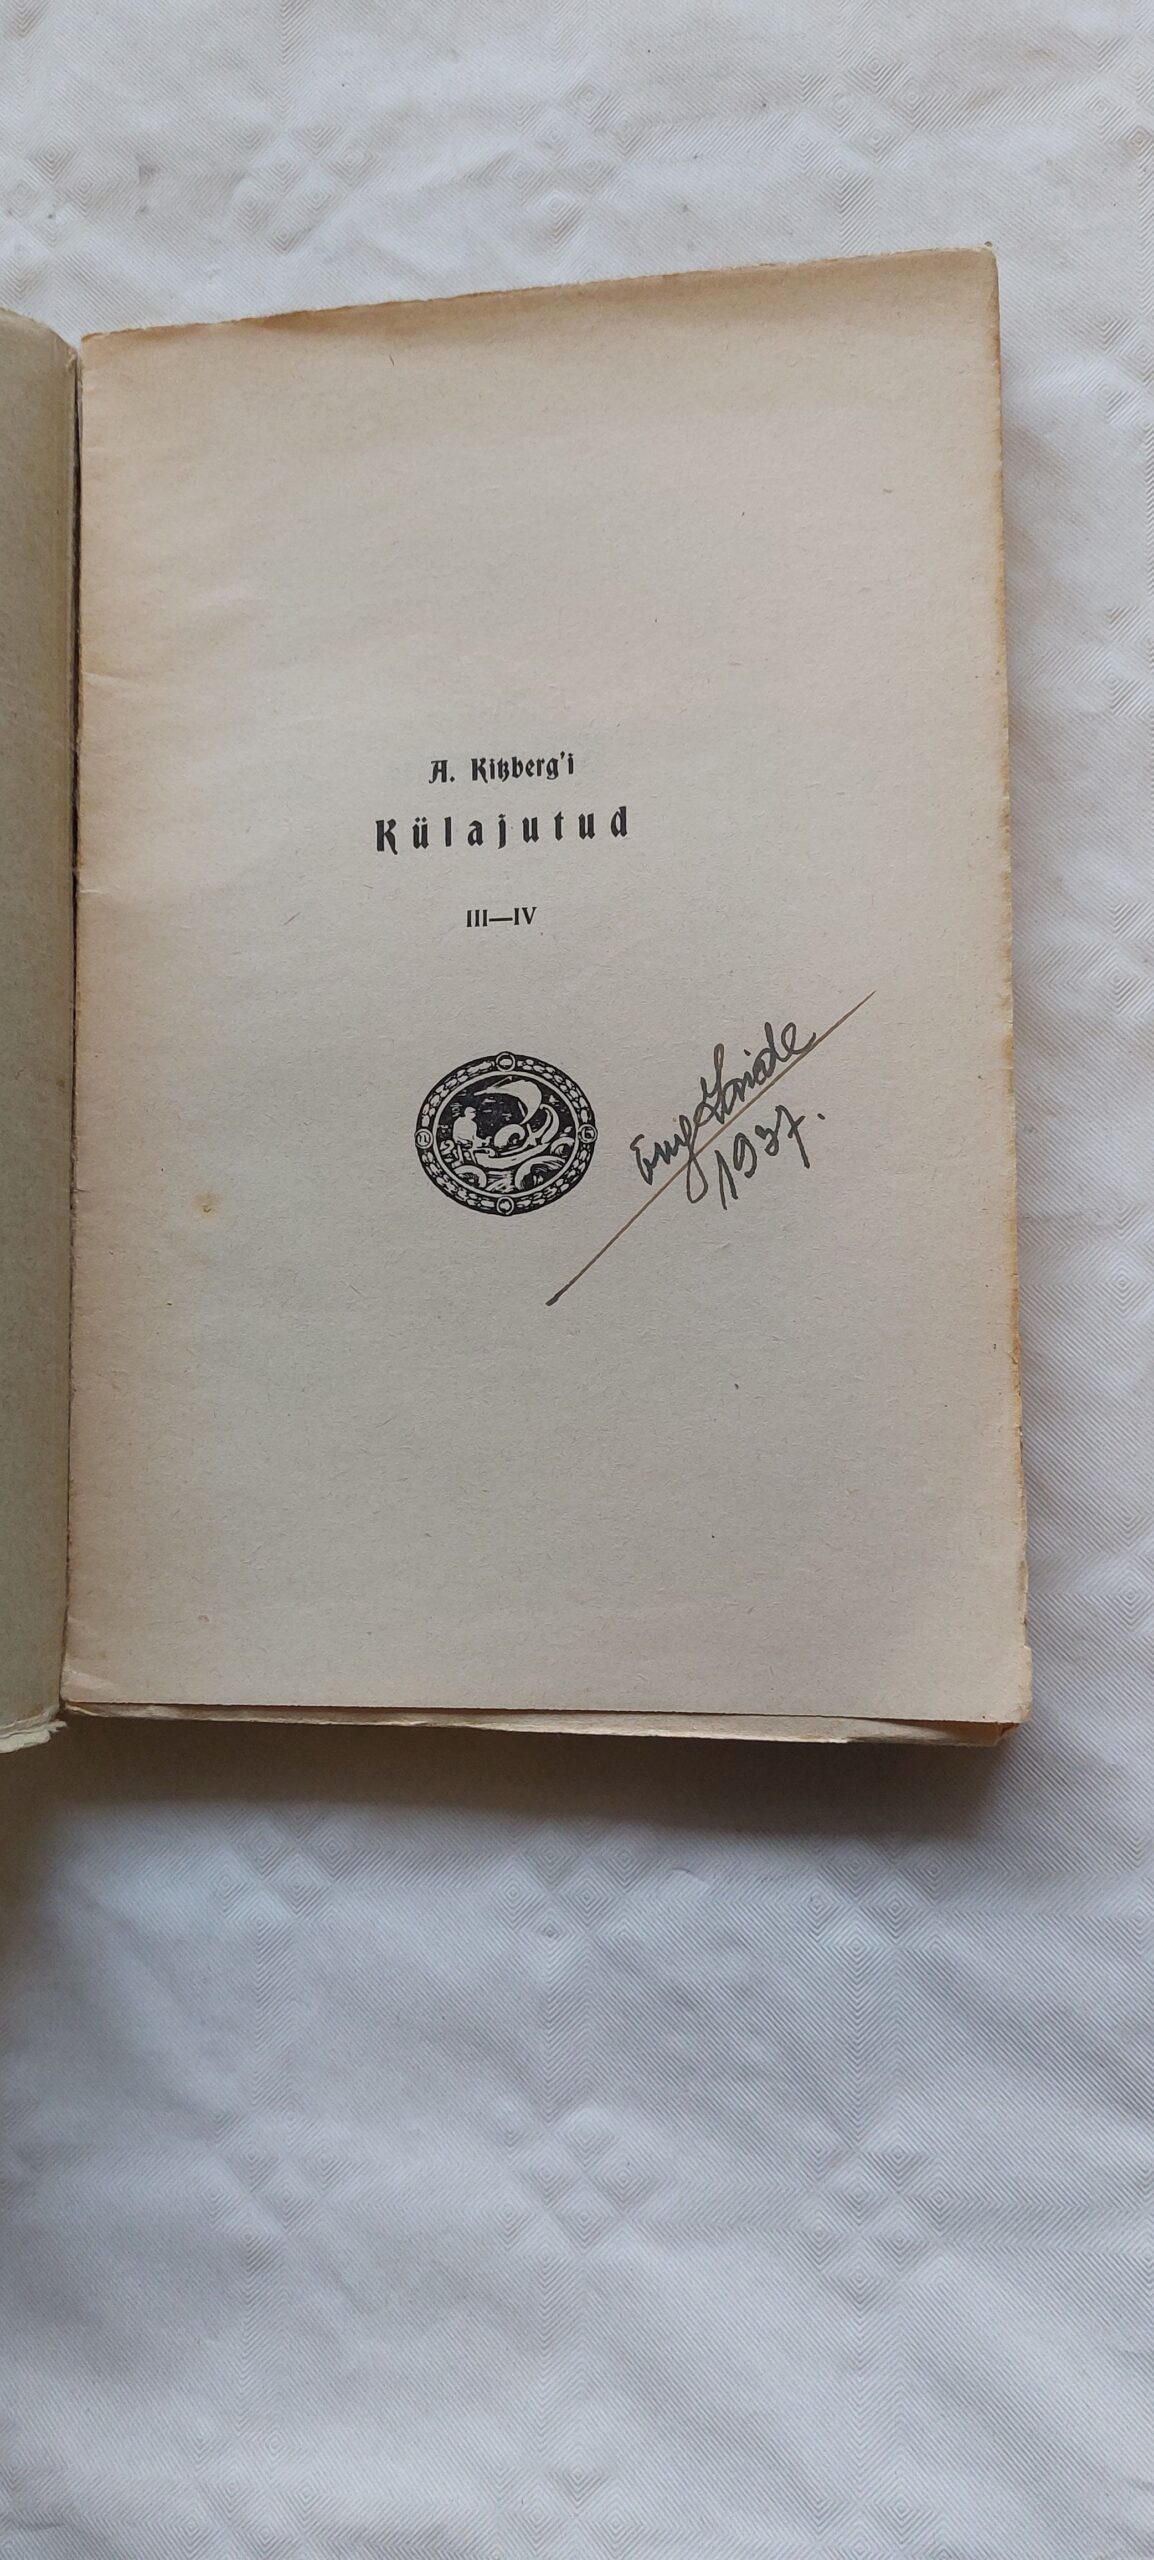 A. Kitzberg'i
Külajutud
III—IV
1937.